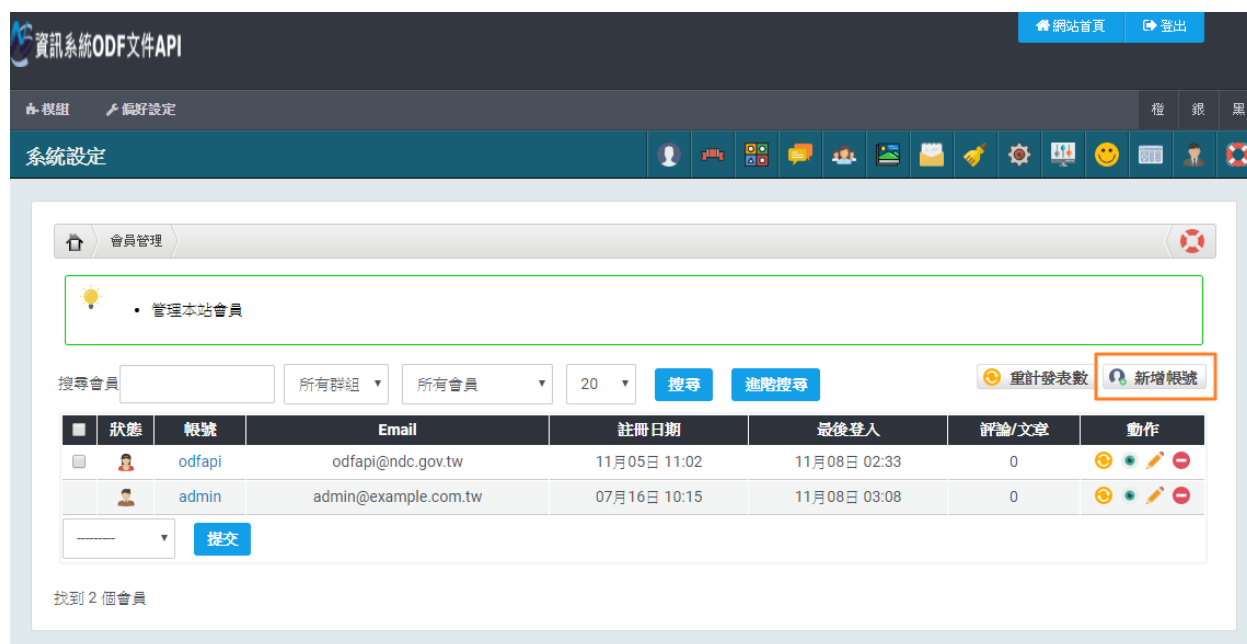 網站首頁 登出
資訊系統ODF文件API
模組 偏好設定 橙 銀 黑
系統設定
會員管理
• 管理本站會員
搜尋會員 所有群組 所有會員 20 搜尋 進階搜尋 重計發表數 新增帳號
狀態 帳號 Email 註冊日期 最後登入 評論/文章 動作
odfapi odfapi@ndc.gov.tw 11月05日 11:02 11月08日 02:33 0
admin admin@example.com.tw 07月16日 10:15 11月08日 03:08 0
--------- 提交
找到 2 個會員